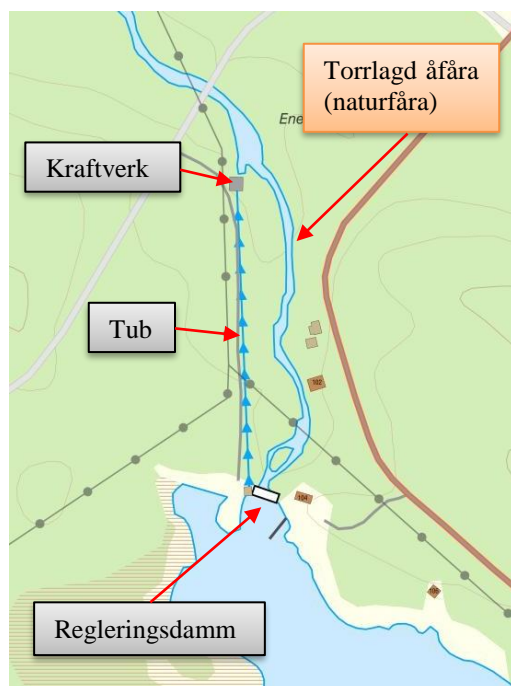 Torrlagd åfåra
(naturfåra)
Ene
Kraftverk
Tub
102
104
Regleringsdamm